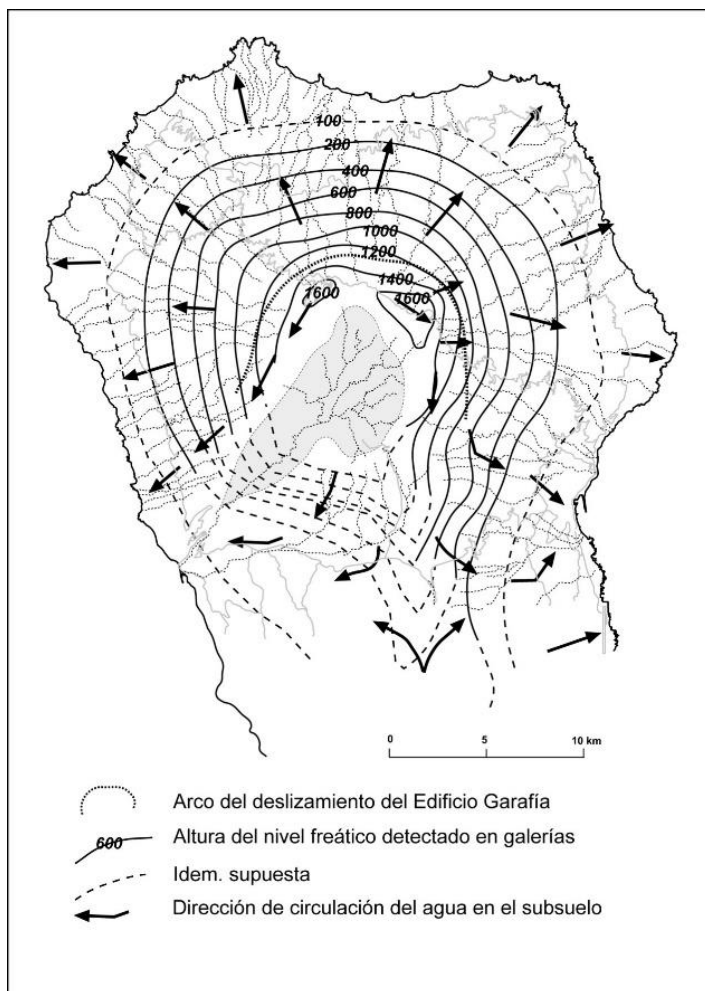 100
200
400
600
800
1000
1200
1400
1600
1600
0
5
10 km
Arco del deslizamiento del Edificio Garafía
600
Altura del nivel freático detectado en galerías
Idem. supuesta
Dirección de circulación del agua en el subsuelo